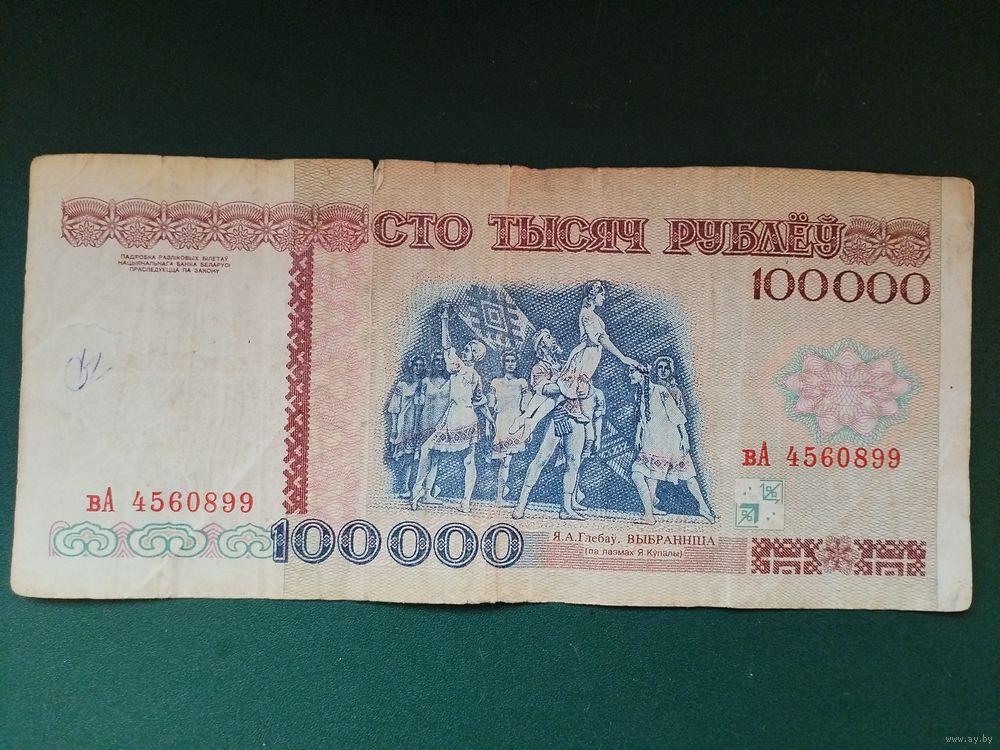 СТО ТЫСЯЧ РУБЛЁЎ
100000
ПАДРОБКА РАЗЛІКОВЫХ БІЛЕТАЎ
НАЦЫЯНАЛЬНАГА БАНКА БЕЛАРУСІ
ПРАСЛЕДУЕЦЦА ПА ЗАКОНУ
вА 4560899
вА 4560899
100000
Я.А.Глебаў. ВЫБРАННІЦА
(па паэмах Я.Купалы)
www.ay.by